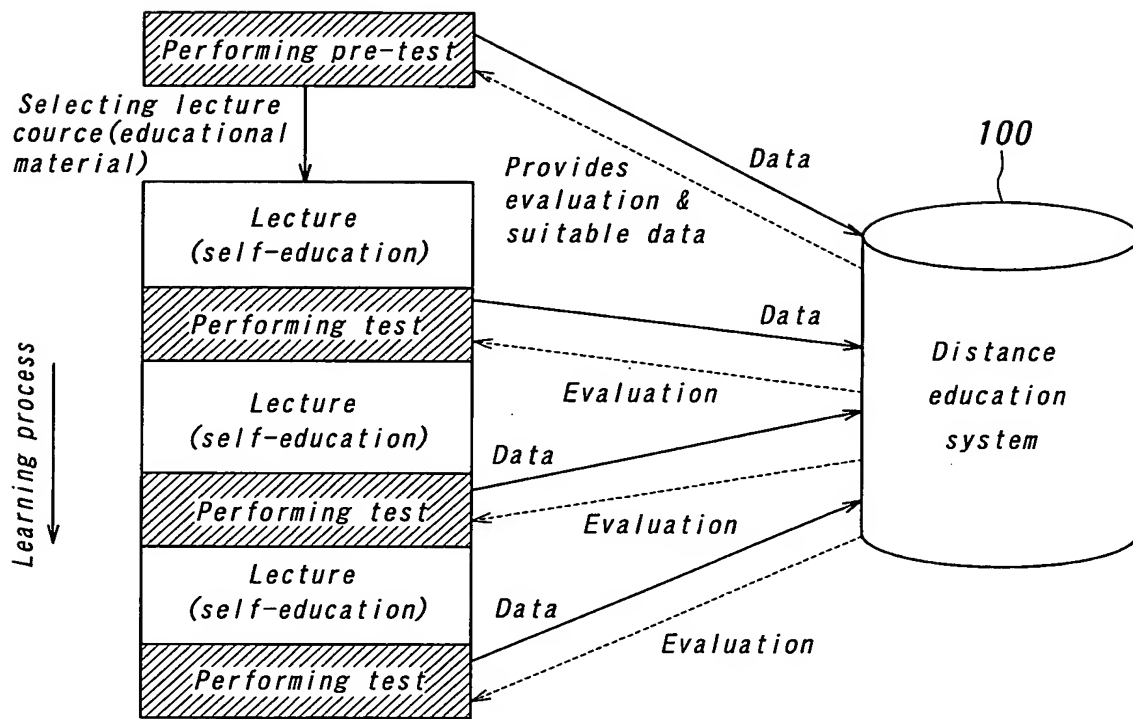 Performing pre-test
Selecting lecture
cource(educational
material)
100
Data
Provides
evaluation &
suitable data
Lecture
(self-education)
Performing test
Data
Evaluation
Lecture
(self-education)
Data
Performing test
Evaluation
Lecture
(self-education)
Data
Evaluation
Performing test
Distance
education
system
Learning process